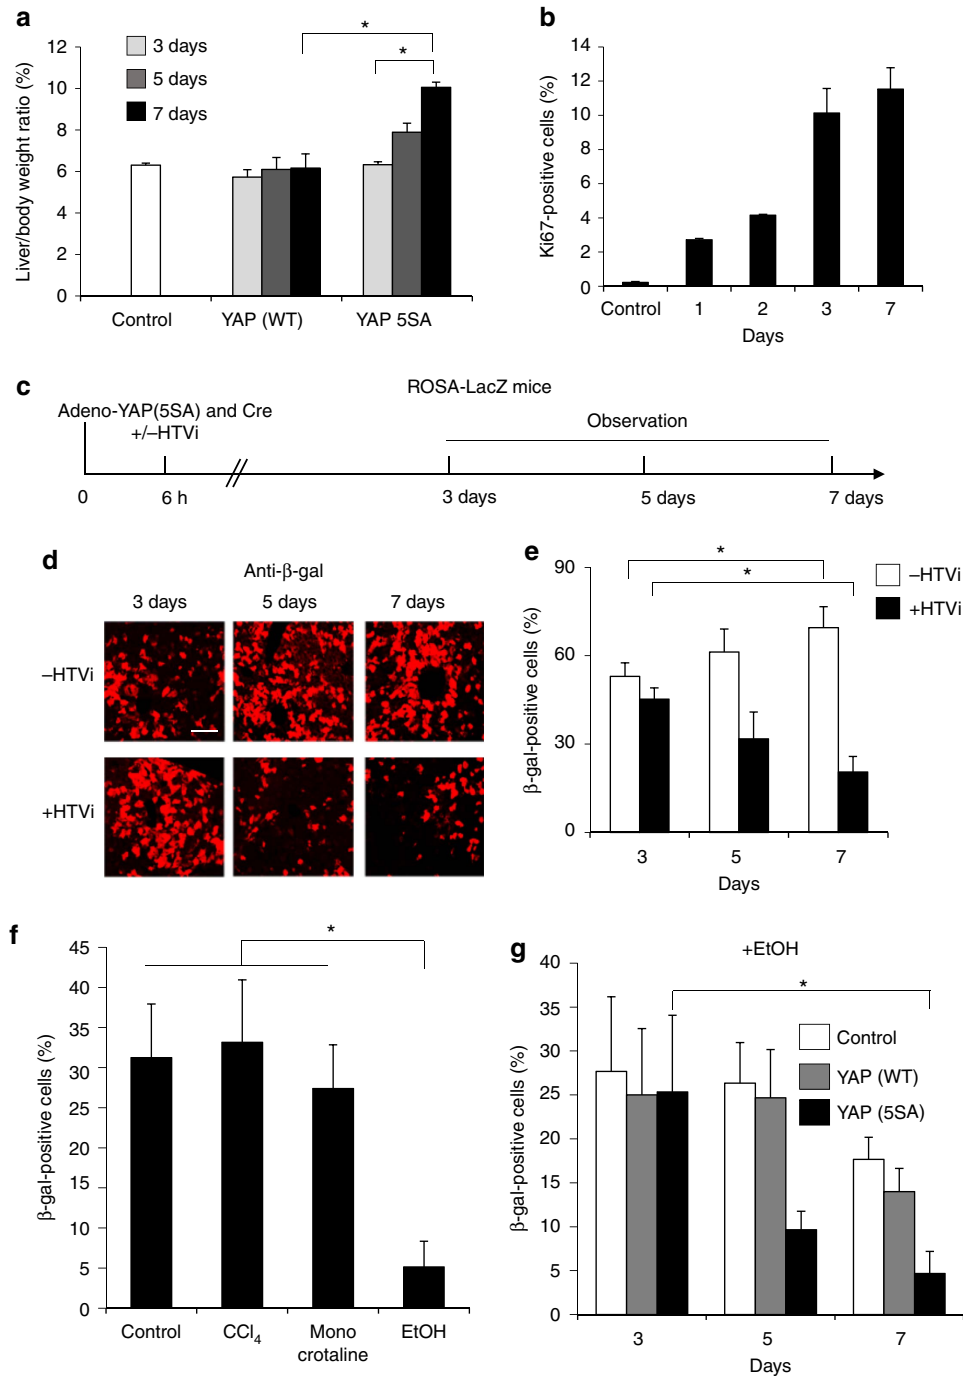 a
*
*
12
10
8
6
4
2
0
Liver/body weight ratio (%)
3 days
5 days
7 days
Control
YAP (WT)
YAP 5SA
b
14
12
10
8
6
4
2
0
Ki67-positive cells (%)
Control
1
2
3
7
Days
c
ROSA-LacZ mice
Adeno-YAP(5SA) and Cre
+/–HTVi
Observation
0
6 h
3 days
5 days
7 days
d
Anti-β-gal
3 days
5 days
7 days
–HTVi
+HTVi
e
*
*
90
60
30
0
β-gal-positive cells (%)
–HTVi
+HTVi
3
5
7
Days
f
*
45
40
35
30
25
20
15
10
5
0
β-gal-positive cells (%)
Control
CCl4
Mono
crotaline
EtOH
g
+EtOH
*
40
35
30
25
20
15
10
5
0
β-gal-positive cells (%)
Control
YAP (WT)
YAP (5SA)
3
5
7
Days